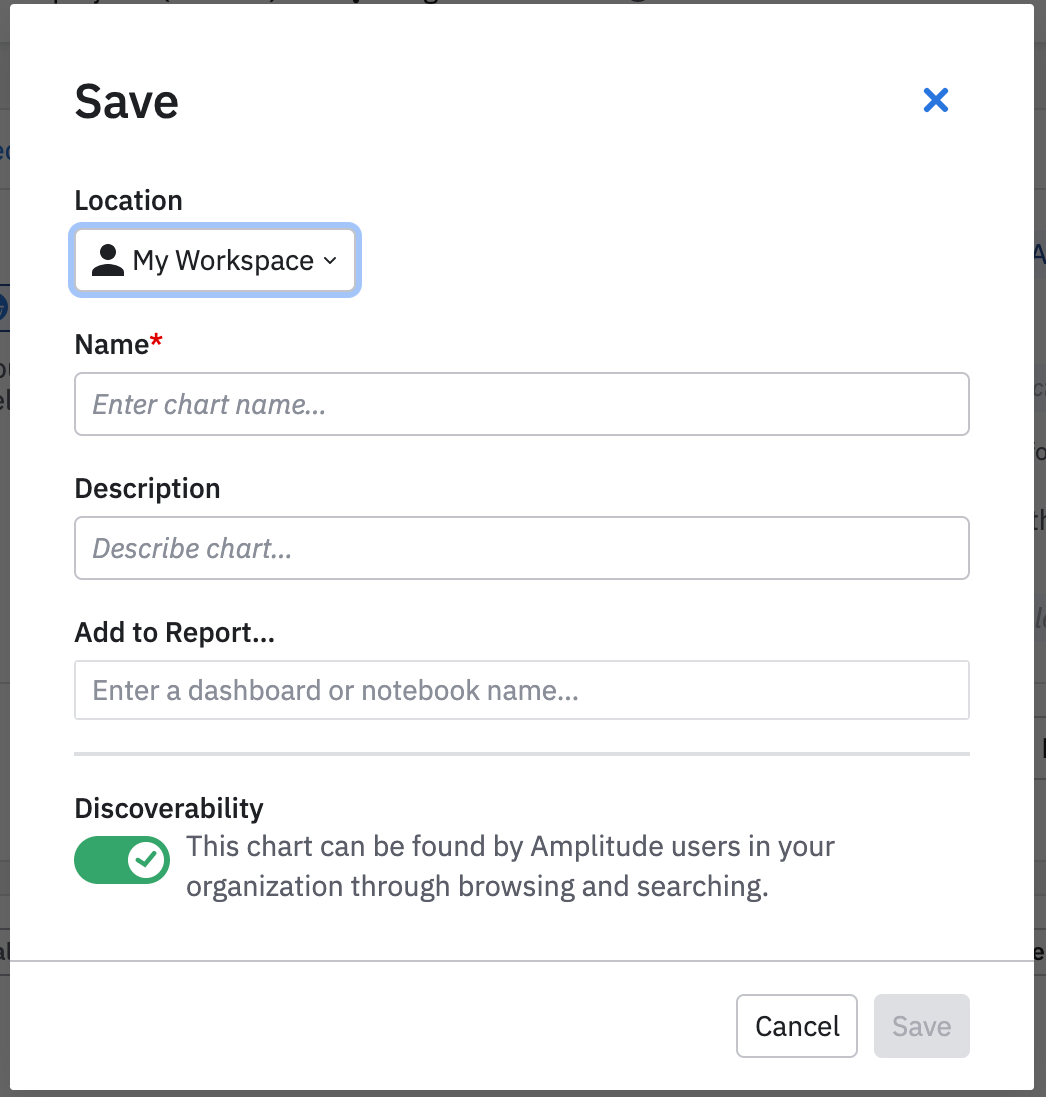 Save
Location
My Workspace
Name*
Enter chart name...
Description
Describe chart...
Add to Report...
Enter a dashboard or notebook name...
Discoverability
This chart can be found by Amplitude users in your
organization through browsing and searching.
Cancel
Save